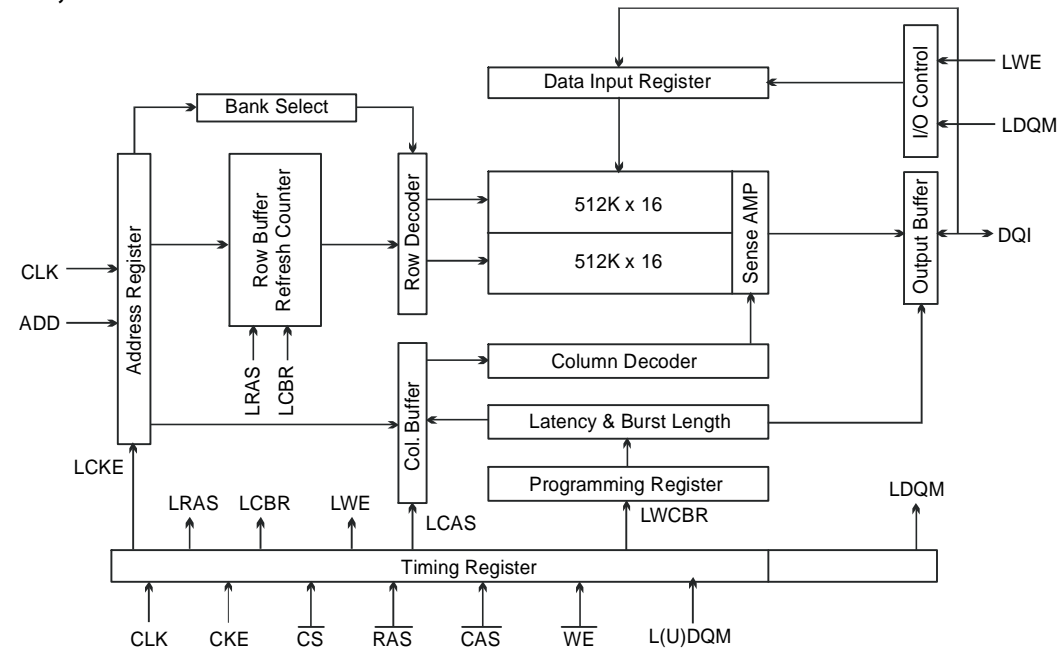 Data Input Register
I/O Control
LWE
LDQM
Bank Select
Address Register
Row Buffer
Refresh Counter
Row Decoder
512K x 16
512K x 16
Sense AMP
Output Buffer
DQI
CLK
ADD
LRAS
LCBR
Col. Buffer
Column Decoder
Latency & Burst Length
Programming Register
LCKE
LRAS
LCBR
LWE
LCAS
LWCBR
LDQM
Timing Register
CLK
CKE
CS
RAS
CAS
WE
L(U)DQM